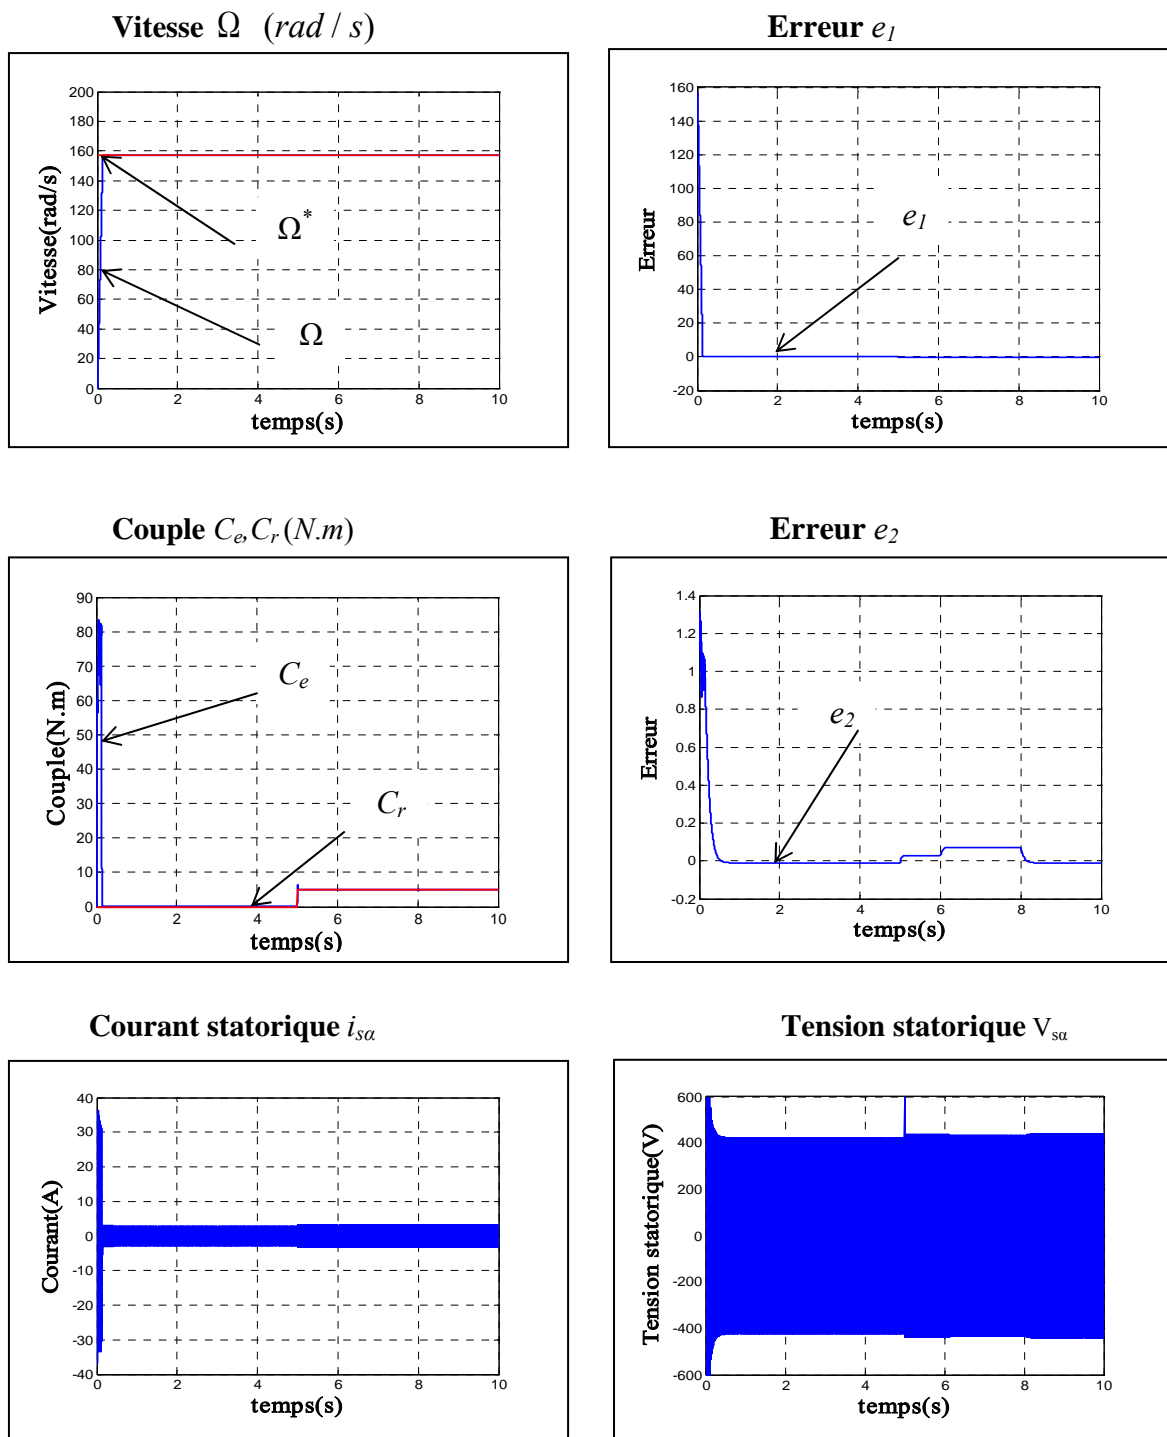 Vitesse Ω (rad / s)
Erreur e1
200
180
160
140
120
100
80
60
40
20
0
Vitesse(rad/s)
Ω*
Ω
0 2 4 6 8 10
temps(s)
160
140
120
100
80
60
40
20
0
-20
Erreur
e1
0 2 4 6 8 10
temps(s)
Couple Ce,Cr (N.m)
Erreur e2
90
80
70
60
50
40
30
20
10
0
Couple(N.m)
Ce
Cr
0 2 4 6 8 10
temps(s)
1.4
1.2
1
0.8
0.6
0.4
0.2
0
-0.2
Erreur
e2
0 2 4 6 8 10
temps(s)
Courant statorique isα
Tension statorique Vsα
40
30
20
10
0
-10
-20
-30
-40
Courant(A)
0 2 4 6 8 10
temps(s)
600
400
200
0
-200
-400
-600
Tension statorique(V)
0 2 4 6 8 10
temps(s)